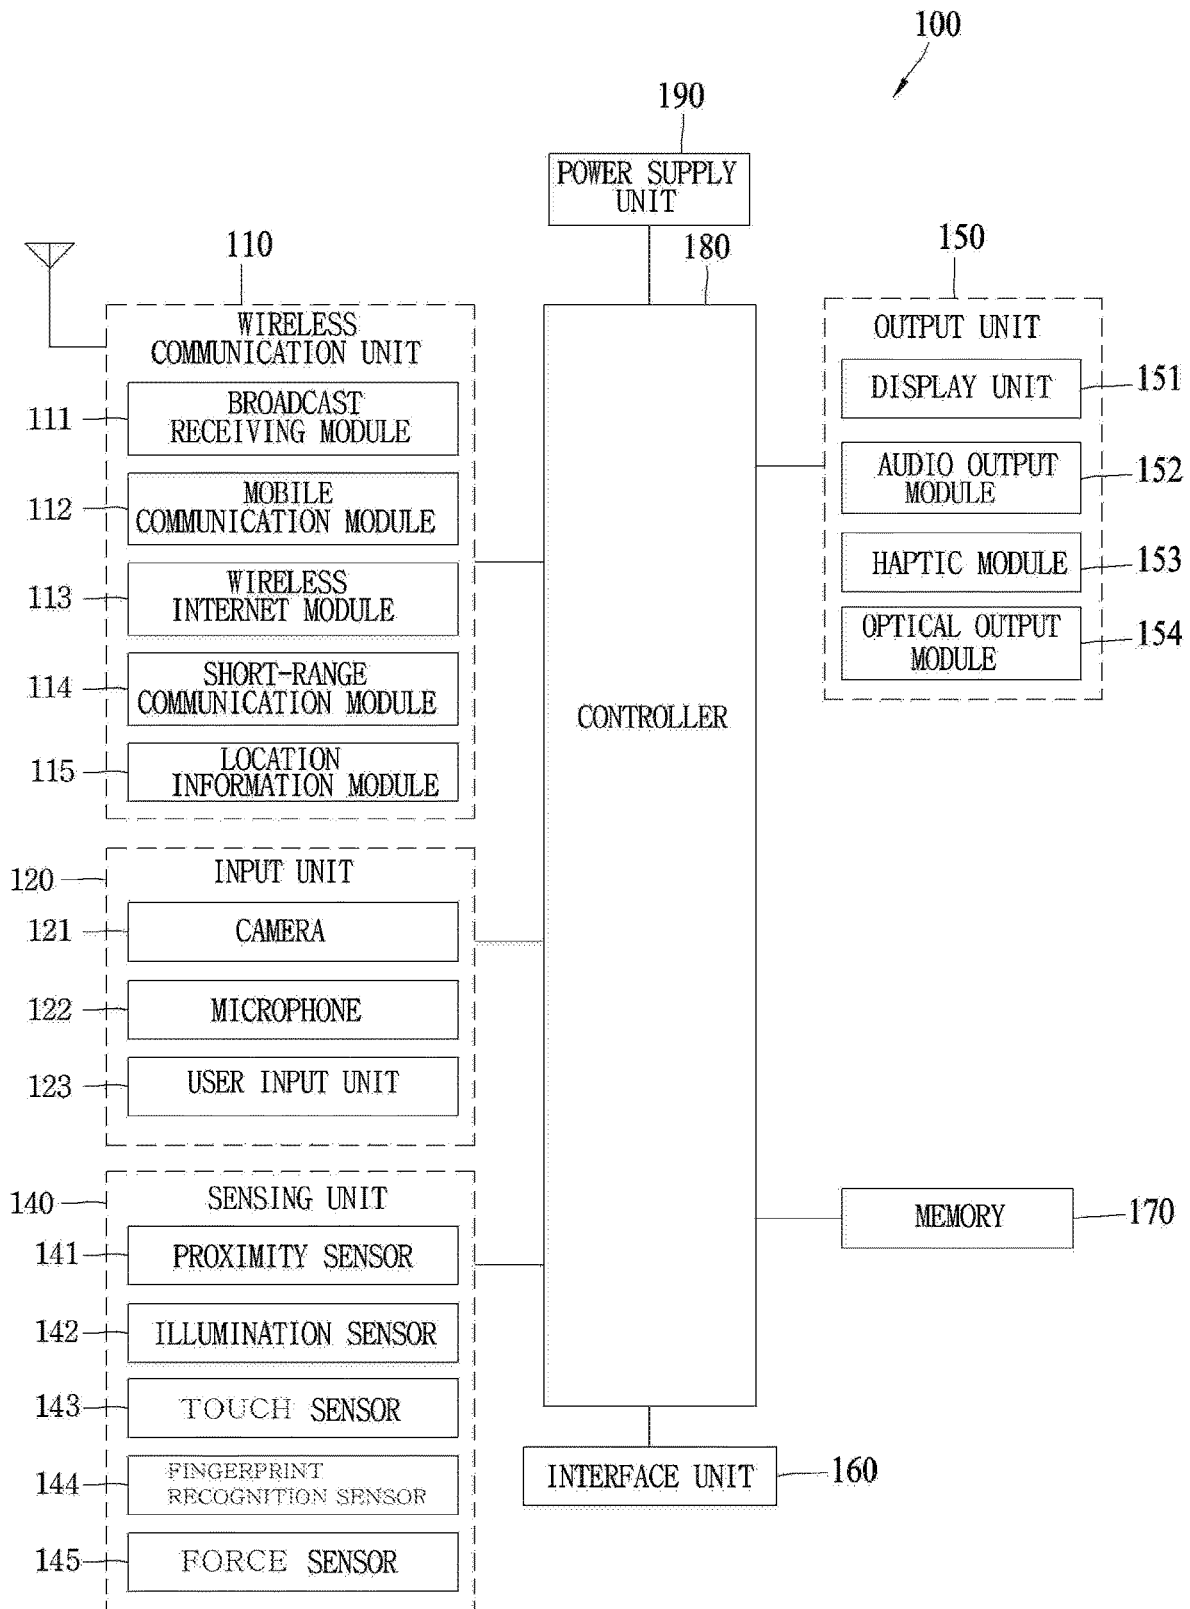 100
190
POWER SUPPLY
UNIT
110
180
150
WIRELESS
COMMUNICATION UNIT
OUTPUT UNIT
111
BROADCAST
RECEIVING MODULE
DISPLAY UNIT
151
112
MOBILE
COMMUNICATION MODULE
AUDIO OUTPUT
MODULE
152
113
WIRELESS
INTERNET MODULE
HAPTIC MODULE
153
114
SHORT-RANGE
COMMUNICATION MODULE
OPTICAL OUTPUT
MODULE
154
CONTROLLER
115
LOCATION
INFORMATION MODULE
120
INPUT UNIT
121
CAMERA
122
MICROPHONE
123
USER INPUT UNIT
140
SENSING UNIT
141
PROXIMITY SENSOR
MEMORY
170
142
ILLUMINATION SENSOR
143
TOUCH SENSOR
144
FINGERPRINT
RECOGNITION SENSOR
INTERFACE UNIT
160
145
FORCE SENSOR